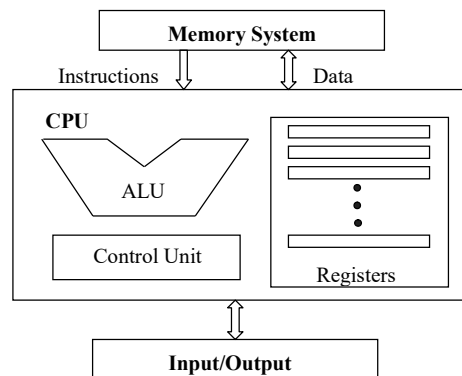 Memory System
Instructions Data
CPU
ALU
Control Unit
Registers
Input/Output